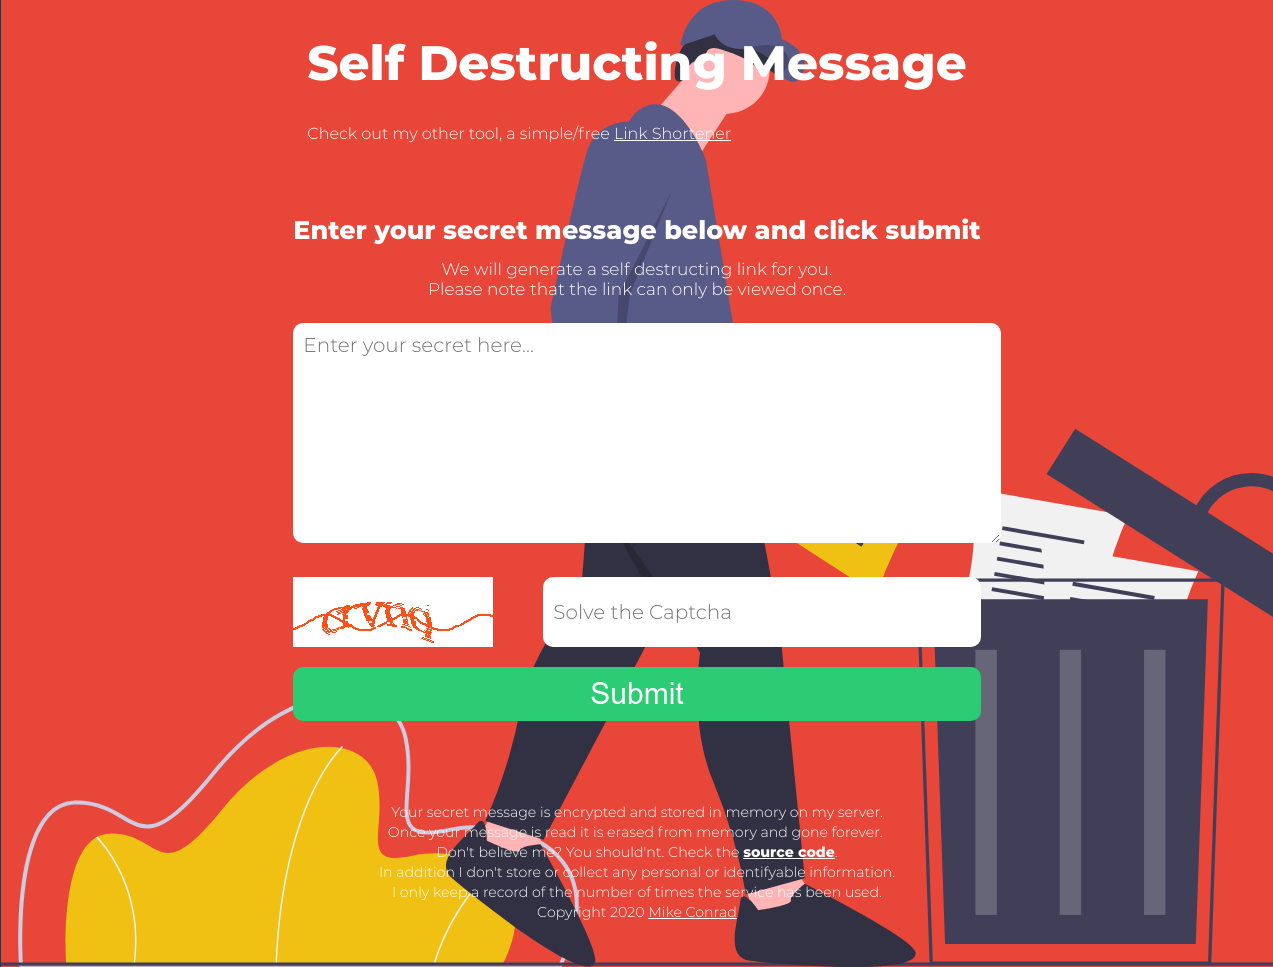 Self Destructing Message
Check out my other tool, a simple/free Link Shortener
Enter your secret message below and click submit
We will generate a self destructing link for you.
Please note that the link can only be viewed once.
Enter your secret here...
Solve the Captcha
Submit
Your secret message is encrypted and stored in memory on my server.
Once your message is read it is erased from memory and gone forever.
Don't believe me? You should'nt. Check the source code.
In addition I don't store or collect any personal or identifyable information.
I only keep a record of the number of times the service has been used.
Copyright 2020 Mike Conrad